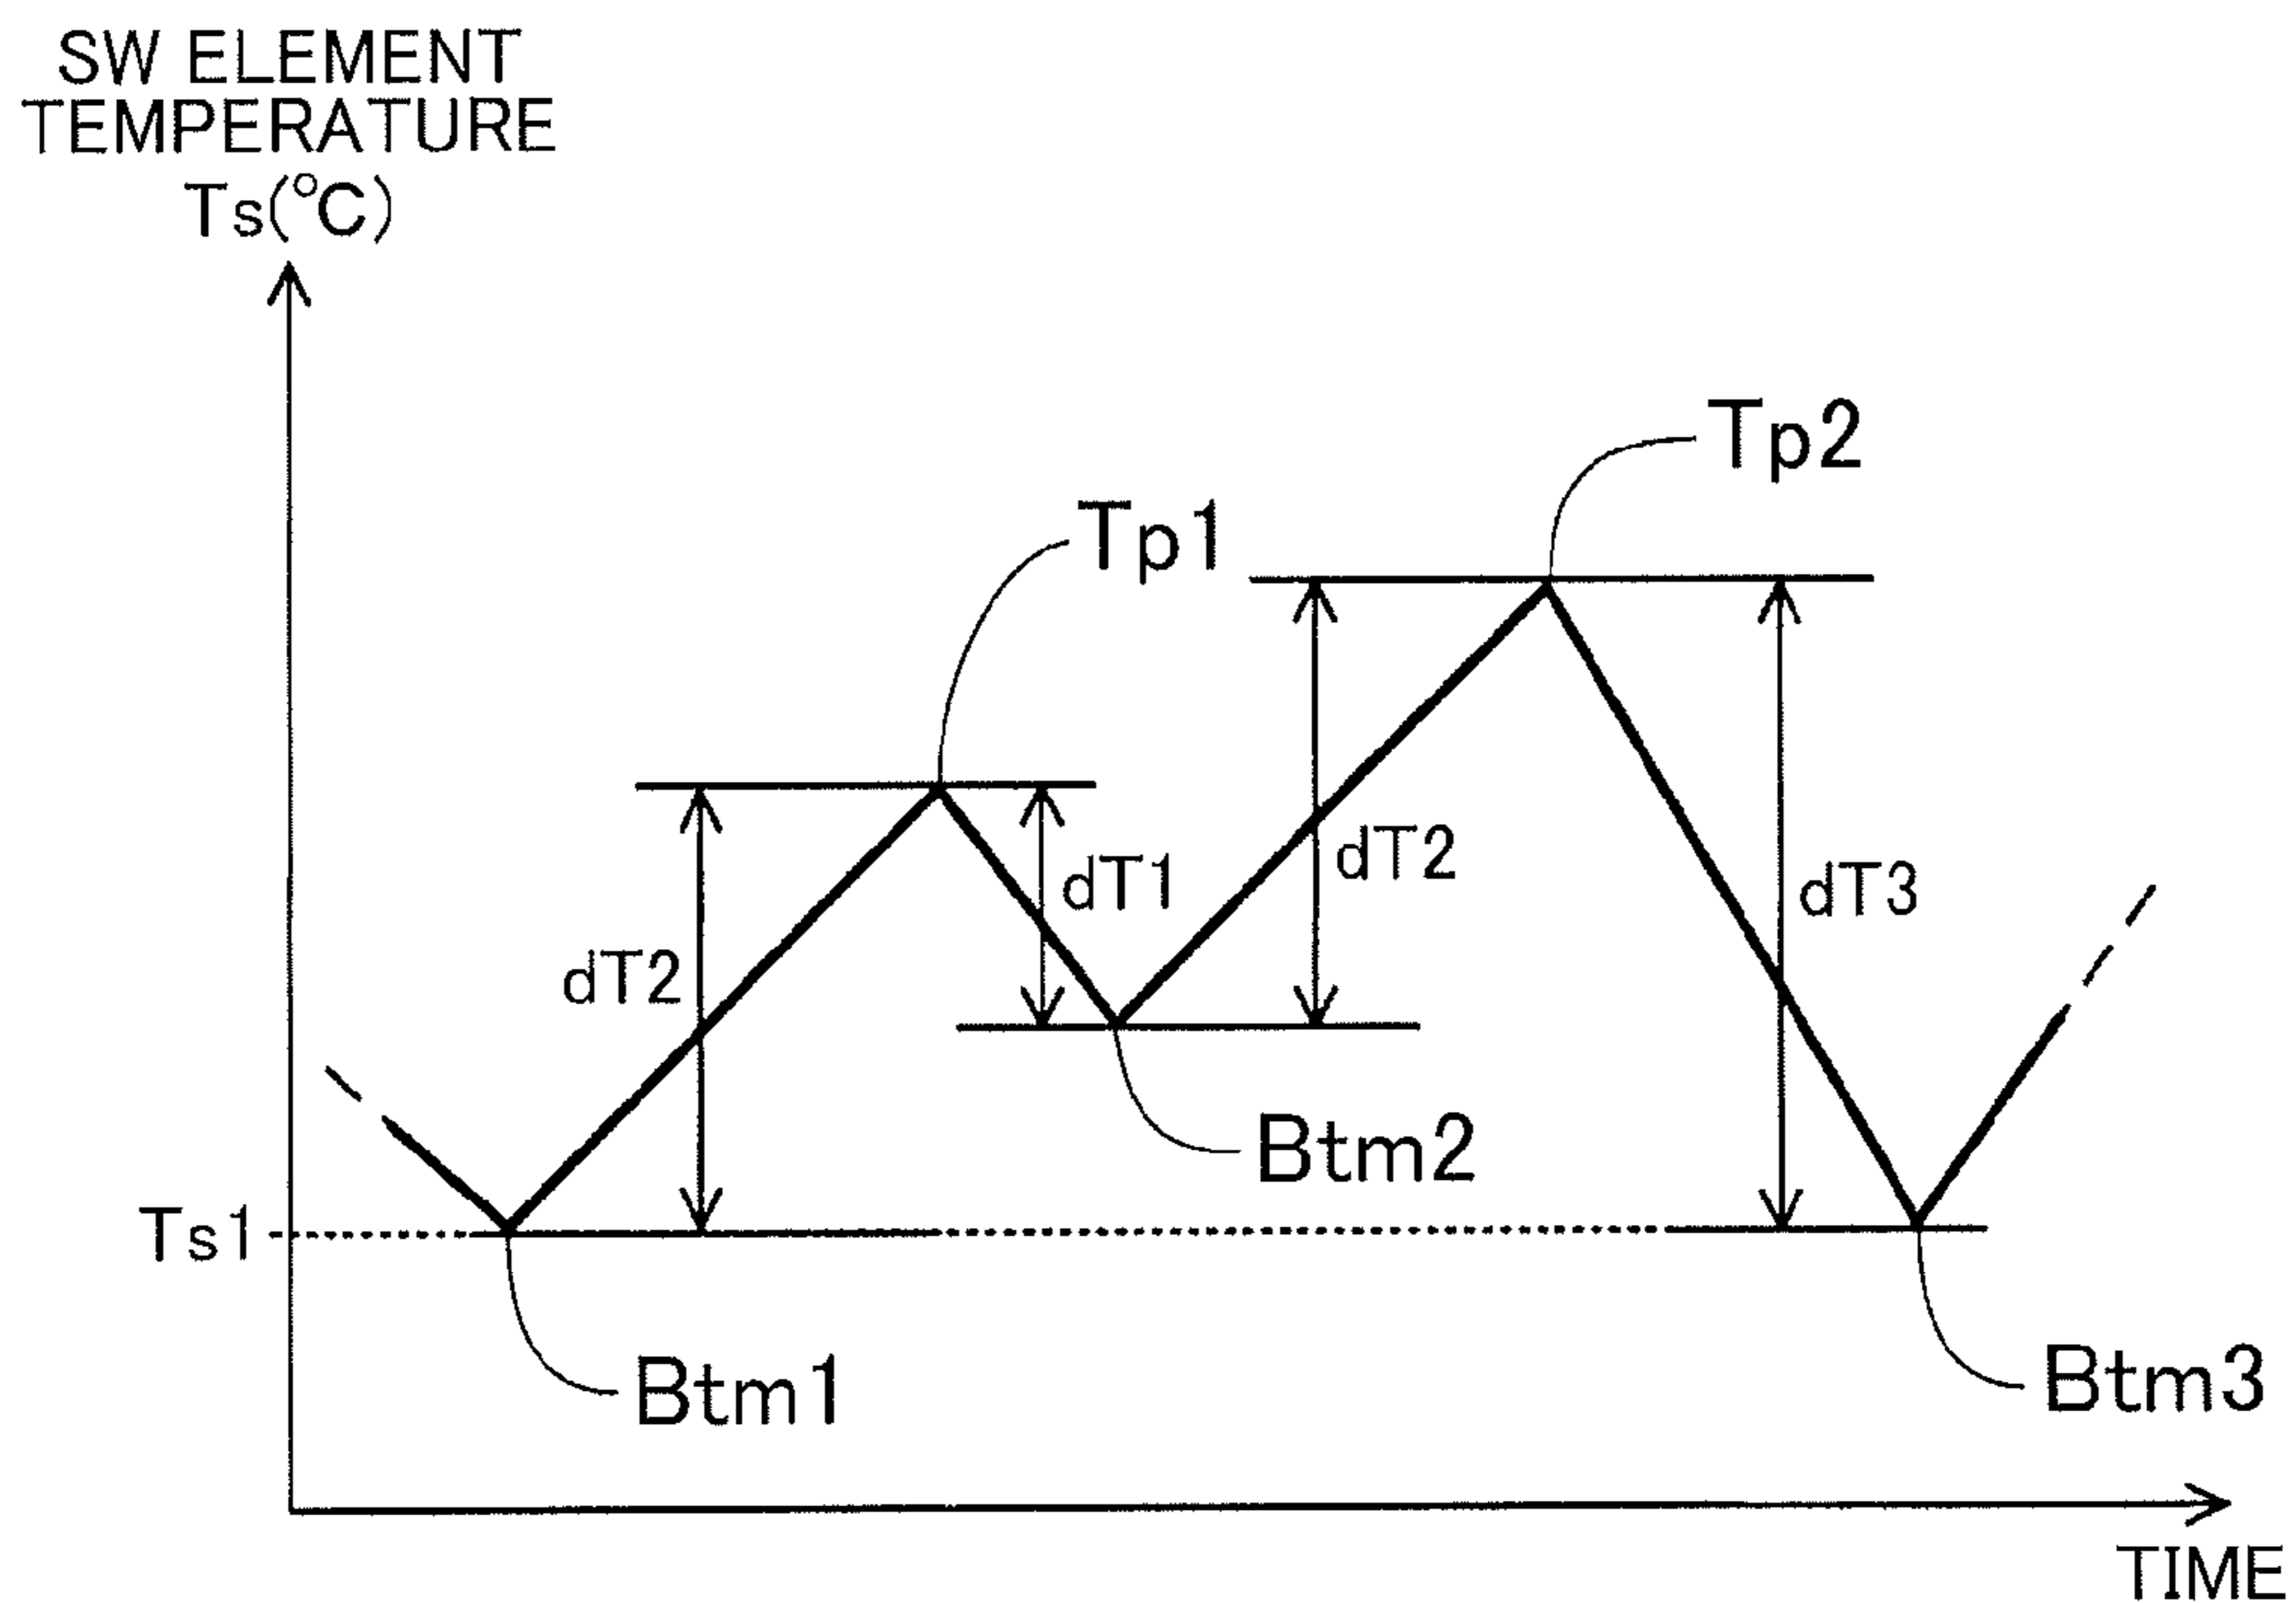 SW ELEMENT
TEMPERATURE
Ts(°C)
Tp2
Tp1
dT2
dT1
dT3
dT2
Btm2
Ts1
Btm1
Btm3
TIME